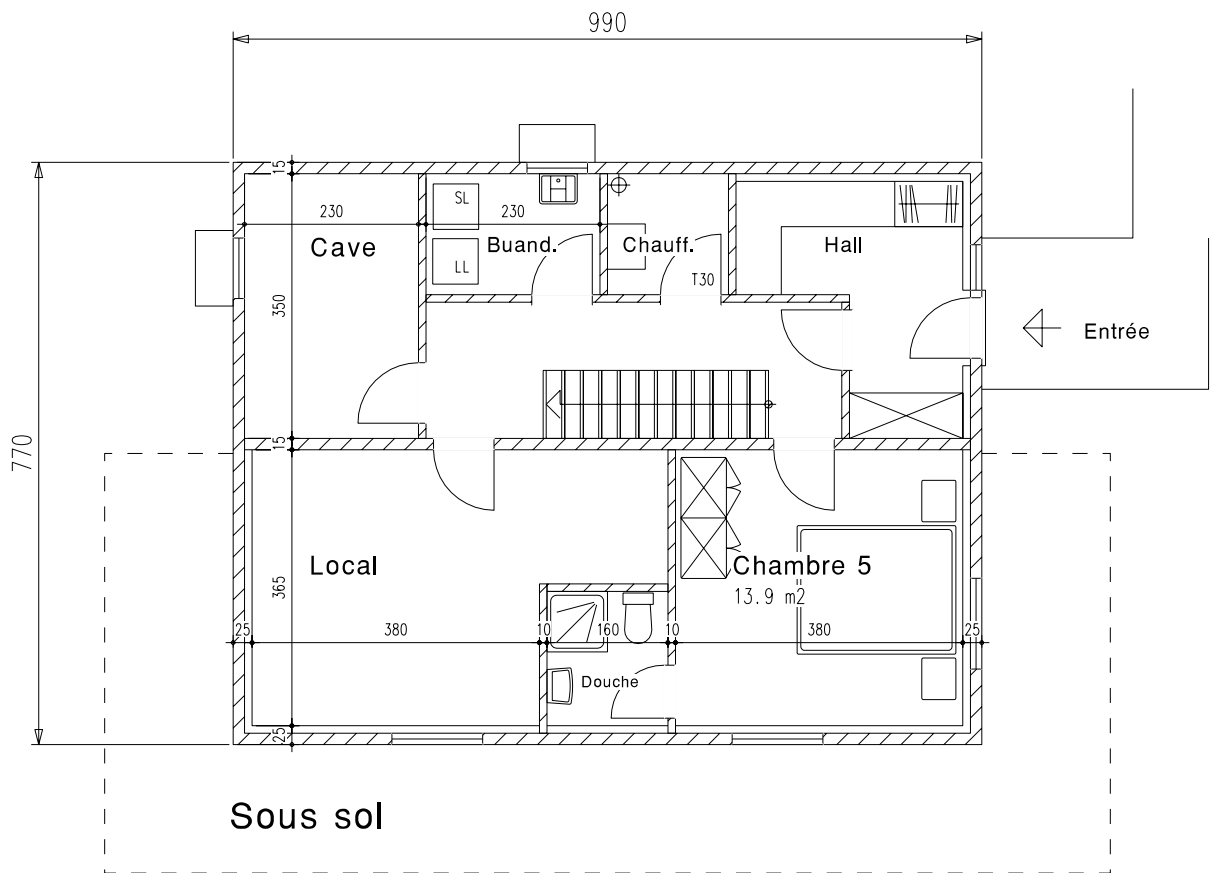 990
15
230
230
SL
Cave
Buand.
Chauff.
Hall
LL
T30
350
Entrée
770
15
Local
Chambre 5
13.9 m2
365
25
380
10
160
10
380
25
Douche
25
Sous sol